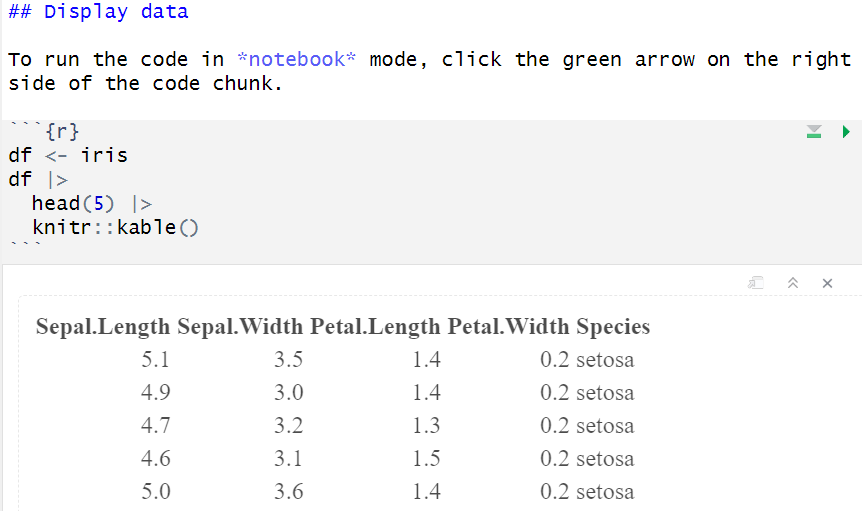 ## Display data
To run the code in *notebook* mode, click the green arrow on the right
side of the code chunk.
```{r}
df <- iris
df |>
  head(5) |>
  knitr::kable()
```
Sepal.Length Sepal.Width Petal.Length Petal.Width Species
5.1 3.5 1.4 0.2 setosa
4.9 3.0 1.4 0.2 setosa
4.7 3.2 1.3 0.2 setosa
4.6 3.1 1.5 0.2 setosa
5.0 3.6 1.4 0.2 setosa